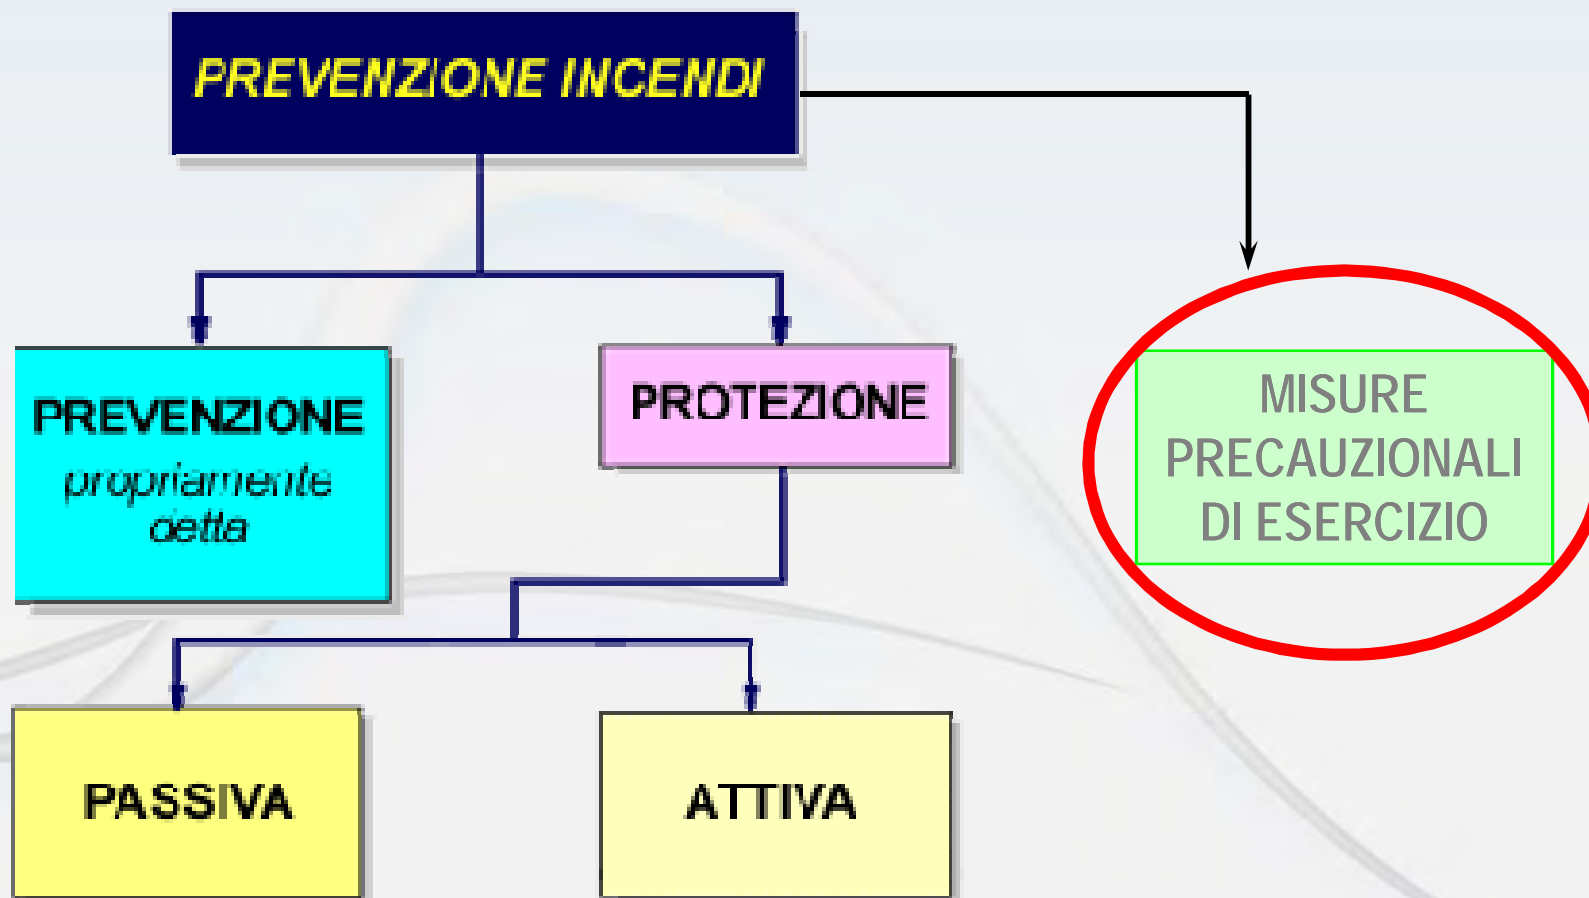 PREVENZIONE INCENDI
PREVENZIONE
propriamente
detta
PROTEZIONE
MISURE
PRECAUZIONALI
DI ESERCIZIO
PASSIVA
ATTIVA